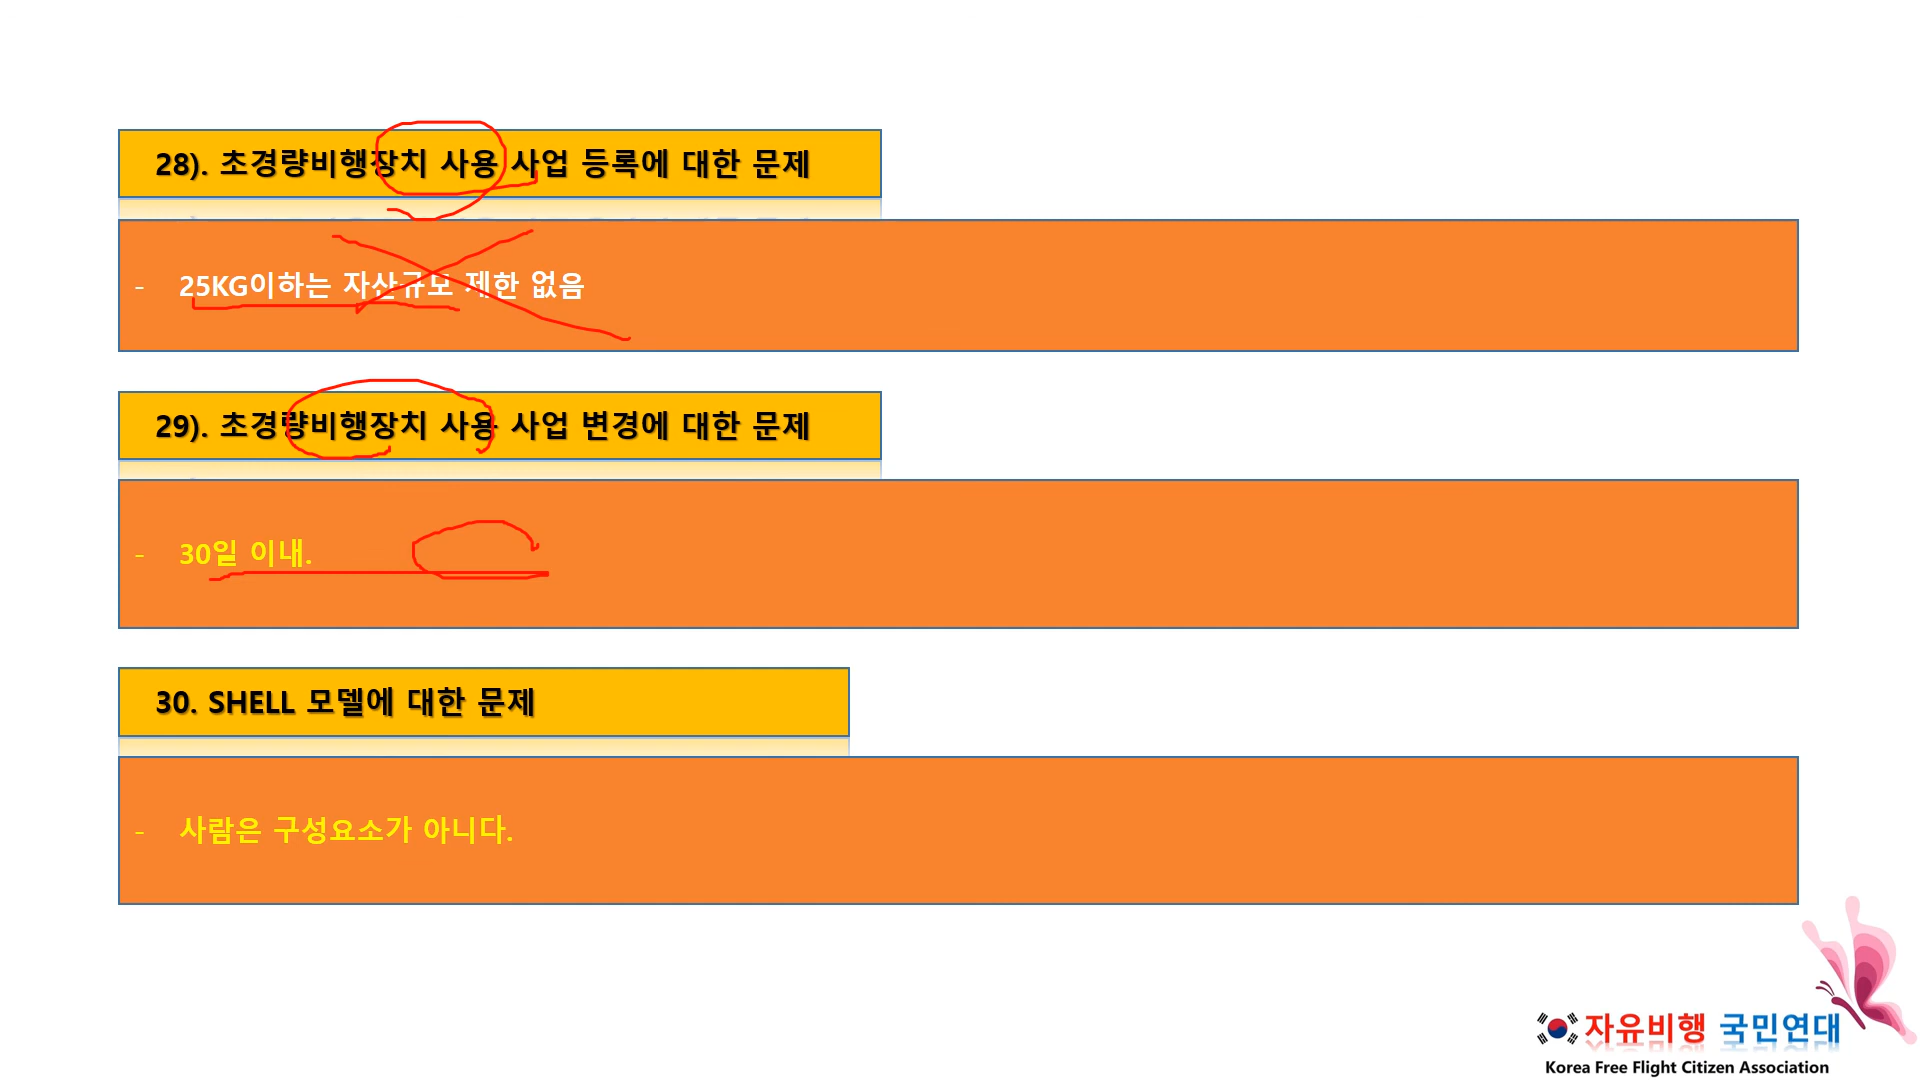 28). 초경량비행장치 사용 사업 등록에 대한 문제
- 25KG이하는 자산규모 제한 없음
29). 초경량비행장치 사용 사업 변경에 대한 문제
- 30일 이내.
30. SHELL 모델에 대한 문제
- 사람은 구성요소가 아니다.
자유비행 국민연대
Korea Free Flight Citizen Association